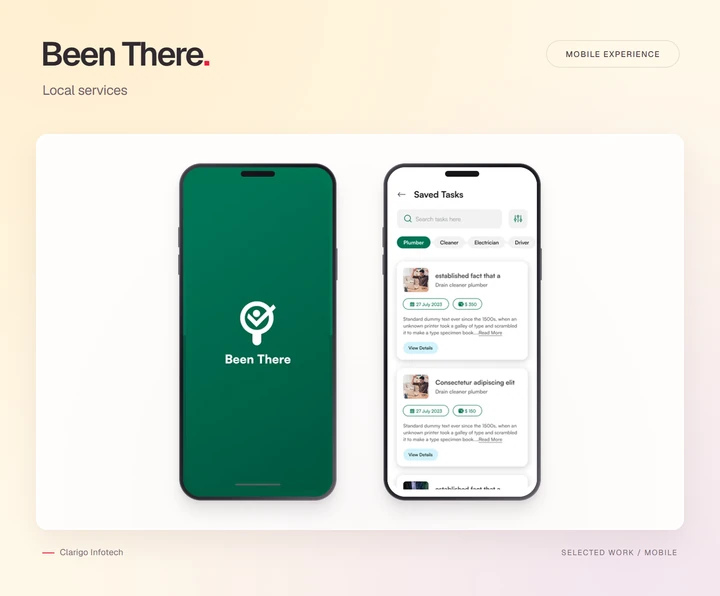 Been There.
MOBILE EXPERIENCE
Local services
Been There
Saved Tasks
Search tasks here
Plumber
Cleaner
Electrician
Driver
established fact that a
Drain cleaner plumber
27 July 2023
$ 350
Standard dummy text ever since the 1500s, when an
unknown printer took a galley of type and scrambled
it to make a type specimen book....Read More
View Details
Consectetur adipiscing elit
Drain cleaner plumber
27 July 2023
$ 150
Standard dummy text ever since the 1500s, when an
unknown printer took a galley of type and scrambled
it to make a type specimen book....Read More
View Details
established fact that a
Clarigo Infotech
SELECTED WORK / MOBILE